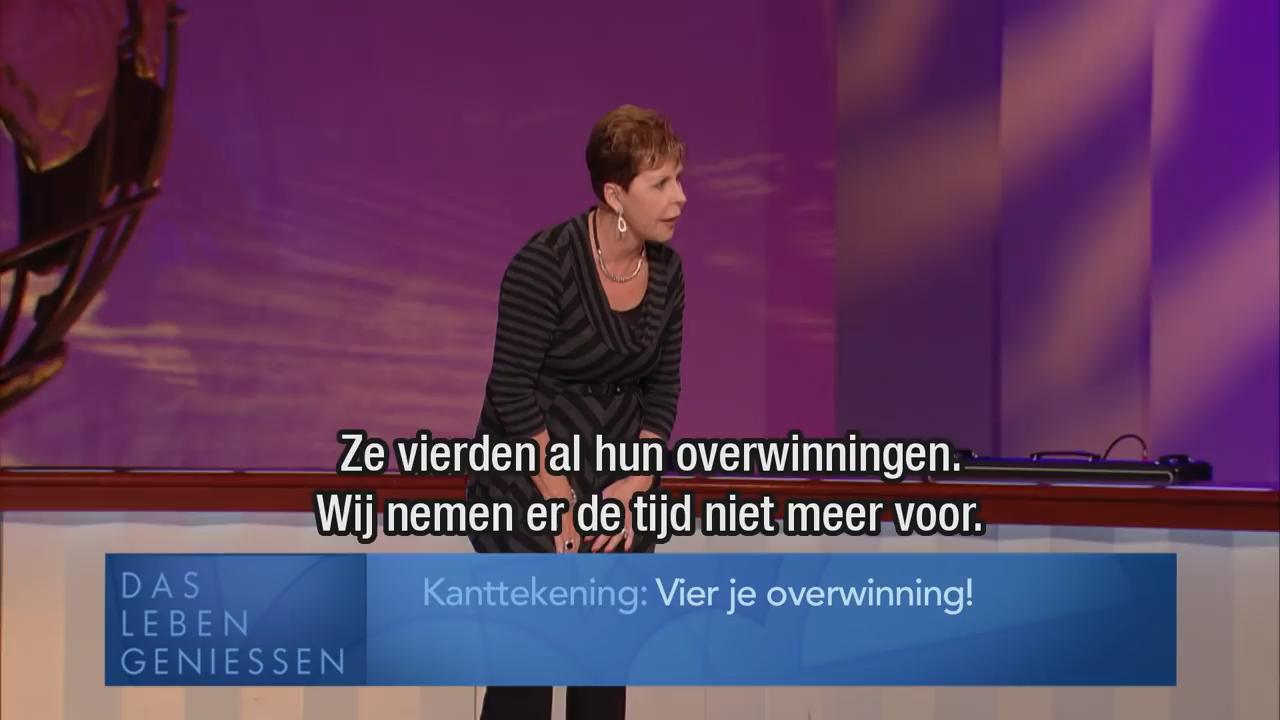 Ze vierden al hun overwinningen.
Wij nemen er de tijd niet meer voor.
DAS
LEBEN
GENIESSEN
Kanttekening: Vier je overwinning!